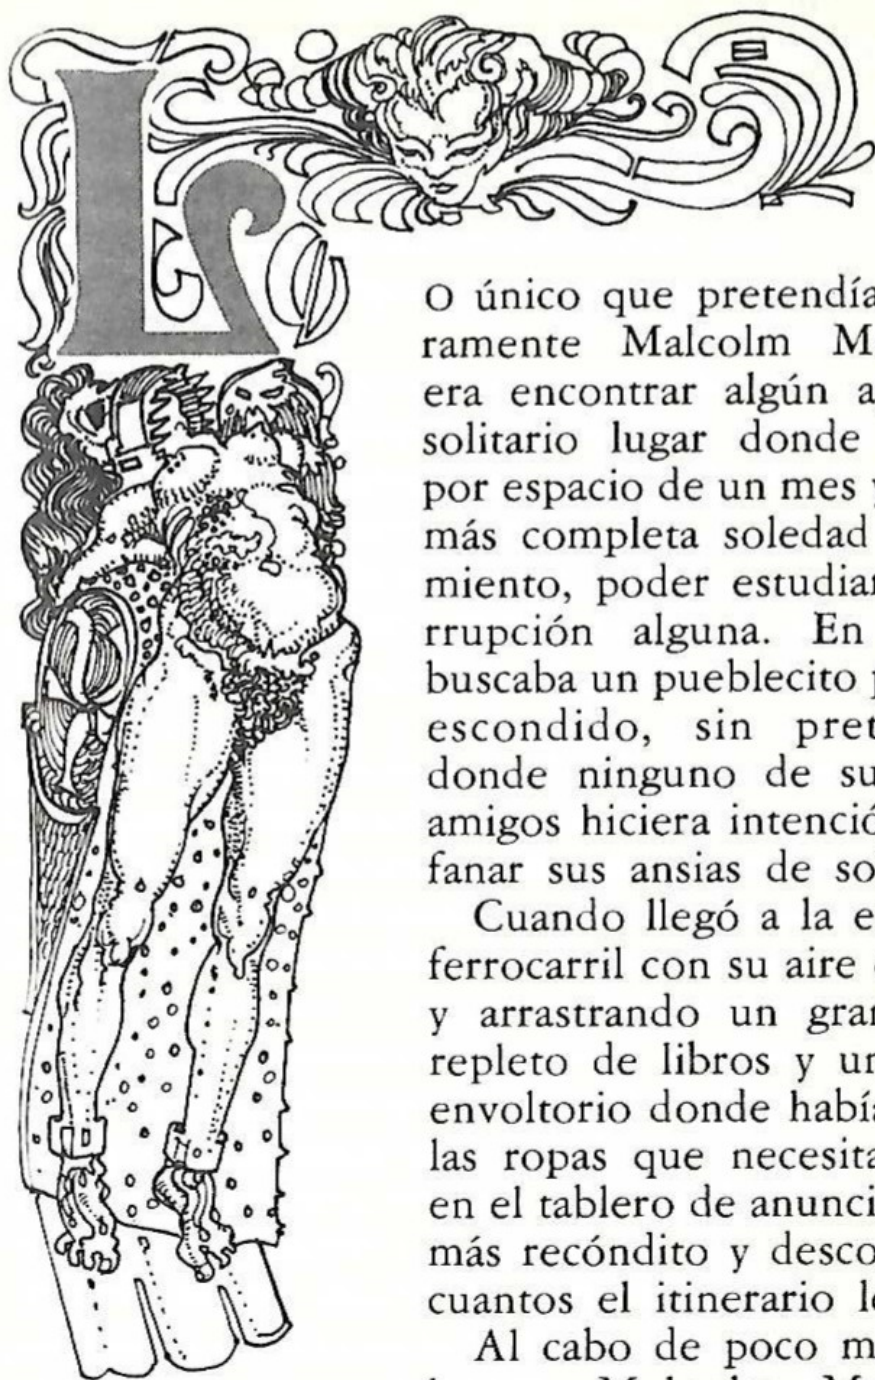 LO único que pretendía
ramente Malcolm M
era encontrar algún a
solitario lugar donde
por espacio de un mes y
más completa soledad
miento, poder estudiar
rrupción alguna. En
buscaba un pueblecito p
escondido, sin pret
donde ninguno de su
amigos hiciera intenció
fanar sus ansias de so
Cuando llegó a la e
ferrocarril con su aire
y arrastrando un gran
repleto de libros y un
envoltorio donde había
las ropas que necesita
en el tablero de anunci
más recóndito y desco
cuantos el itinerario le
Al cabo de poco m